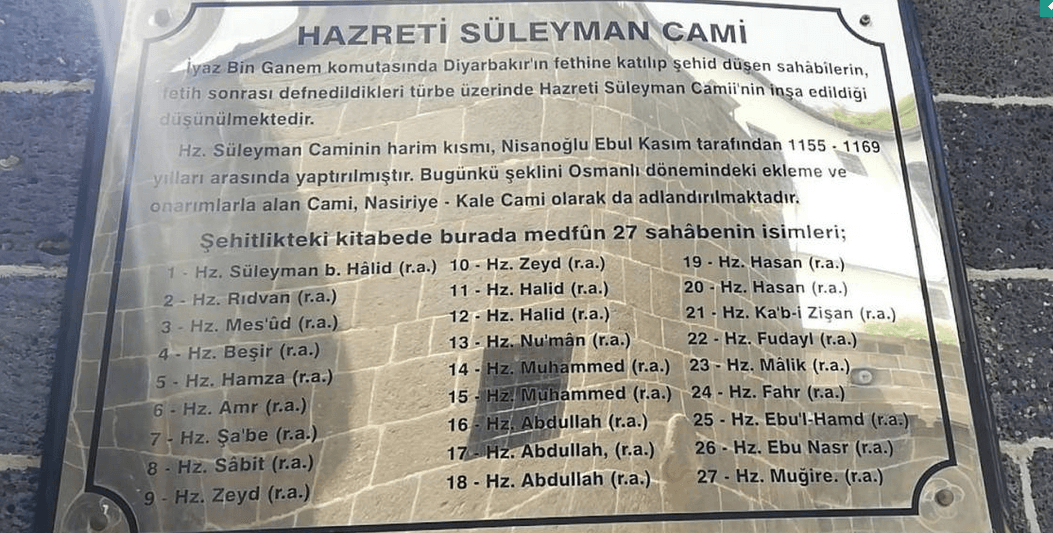 HAZRETİ SÜLEYMAN CAMİ
İyaz Bin Ganem komutasında Diyarbakır'ın fethine katılıp şehid düşen sahâbîlerin,
fetih sonrası defnedildikleri türbe üzerinde Hazreti Süleyman Camii'nin inşa edildiği
düşünülmektedir.
Hz. Süleyman Caminin harim kısmı, Nisanoğlu Ebul Kasım tarafından 1155 - 1169
yılları arasında yaptırılmıştır. Bugünkü şeklini Osmanlı dönemindeki ekleme ve
onarımlarla alan Cami, Nasiriye - Kale Cami olarak da adlandırılmaktadır.
Şehitlikteki kitabede burada medfûn 27 sahâbenin isimleri;
1 - Hz. Süleyman b. Hâlid (r.a.)
2 - Hz. Rıdvan (r.a.)
3 - Hz. Mes'ûd (r.a.)
4 - Hz. Beşir (r.a.)
5 - Hz. Hamza (r.a.)
6 - Hz. Amr (r.a.)
7 - Hz. Şa'be (r.a.)
8 - Hz. Sâbit (r.a.)
9 - Hz. Zeyd (r.a.)
10 - Hz. Zeyd (r.a.)
11 - Hz. Halid (r.a.)
12 - Hz. Halid (r.a.)
13 - Hz. Nu'mân (r.a.)
14 - Hz. Muhammed (r.a.)
15 - Hz. Muhammed (r.a.)
16 - Hz. Abdullah (r.a.)
17 - Hz. Abdullah, (r.a.)
18 - Hz. Abdullah (r.a.)
19 - Hz. Hasan (r.a.)
20 - Hz. Hasan (r.a.)
21 - Hz. Ka'b-i Zişan (r.a.)
22 - Hz. Fudayl (r.a.)
23 - Hz. Mâlik (r.a.)
24 - Hz. Fahr (r.a.)
25 - Hz. Ebu'l-Hamd (r.a.)
26 - Hz. Ebu Nasr (r.a.)
27 - Hz. Muğire. (r.a.)